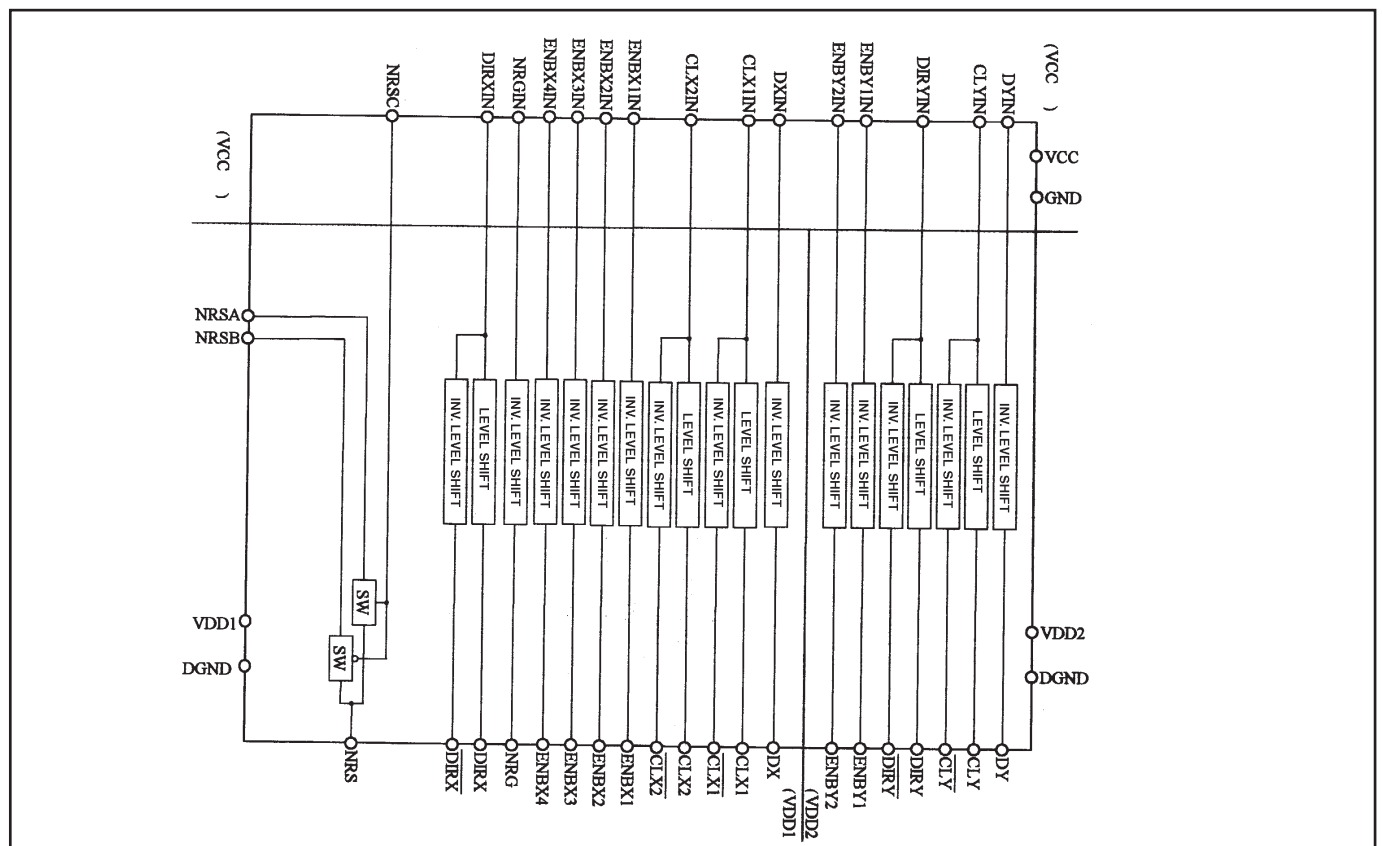 NRSC
DIRXIN
NRGIN
ENBX4IN
ENBX3IN
ENBX2IN
ENBX1IN
CLX2IN
CLX1IN
DXIN
ENBY2IN
ENBY1IN
DIRYIN
CLYIN
DYIN
(VCC )
(VCC )
VCC
GND
NRSA
NRSB
INV. LEVEL SHIFT
LEVEL SHIFT
INV. LEVEL SHIFT
INV. LEVEL SHIFT
INV. LEVEL SHIFT
INV. LEVEL SHIFT
INV. LEVEL SHIFT
INV. LEVEL SHIFT
LEVEL SHIFT
INV. LEVEL SHIFT
LEVEL SHIFT
INV. LEVEL SHIFT
INV. LEVEL SHIFT
INV. LEVEL SHIFT
INV. LEVEL SHIFT
LEVEL SHIFT
INV. LEVEL SHIFT
LEVEL SHIFT
INV. LEVEL SHIFT
SW
SW
VDD1
DGND
VDD2
DGND
NRS
DIRX
DIRX
NRG
ENBX4
ENBX3
ENBX2
ENBX1
CLX2
CLX2
CLX1
CLX1
DX
(VDD1
(VDD2
ENBY2
ENBY1
DIRY
DIRY
CLY
CLY
DY